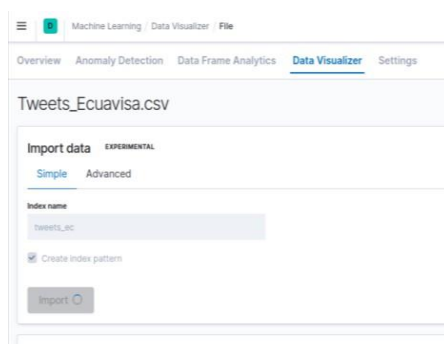 D Machine Learning / Data Visualizer / File
Overview Anomaly Detection Data Frame Analytics Data Visualizer Settings
Tweets_Ecuavisa.csv
Import data EXPERIMENTAL
Simple Advanced
Index name
tweets_ec
Create index pattern
Import